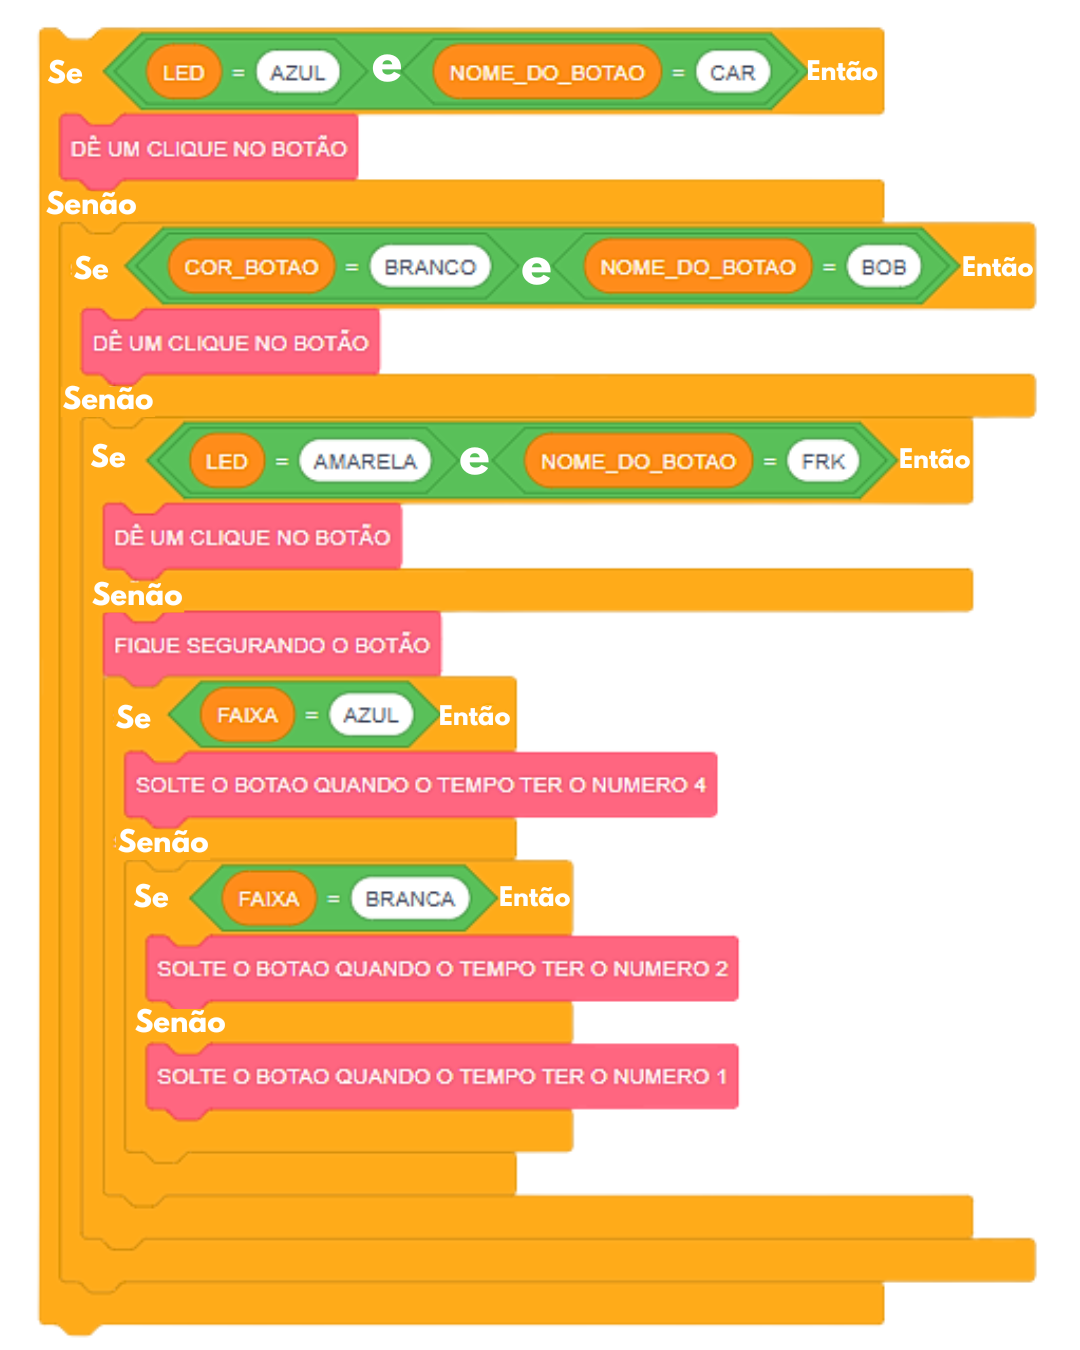 Se LED = AZUL e NOME_DO_BOTAO = CAR Então
DÊ UM CLIQUE NO BOTÃO
Senão
Se COR_BOTAO = BRANCO e NOME_DO_BOTAO = BOB Então
DÊ UM CLIQUE NO BOTÃO
Senão
Se LED = AMARELA e NOME_DO_BOTAO = FRK Então
DÊ UM CLIQUE NO BOTÃO
Senão
FIQUE SEGURANDO O BOTÃO
Se FAIXA = AZUL Então
SOLTE O BOTAO QUANDO O TEMPO TER O NUMERO 4
Senão
Se FAIXA = BRANCA Então
SOLTE O BOTAO QUANDO O TEMPO TER O NUMERO 2
Senão
SOLTE O BOTAO QUANDO O TEMPO TER O NUMERO 1